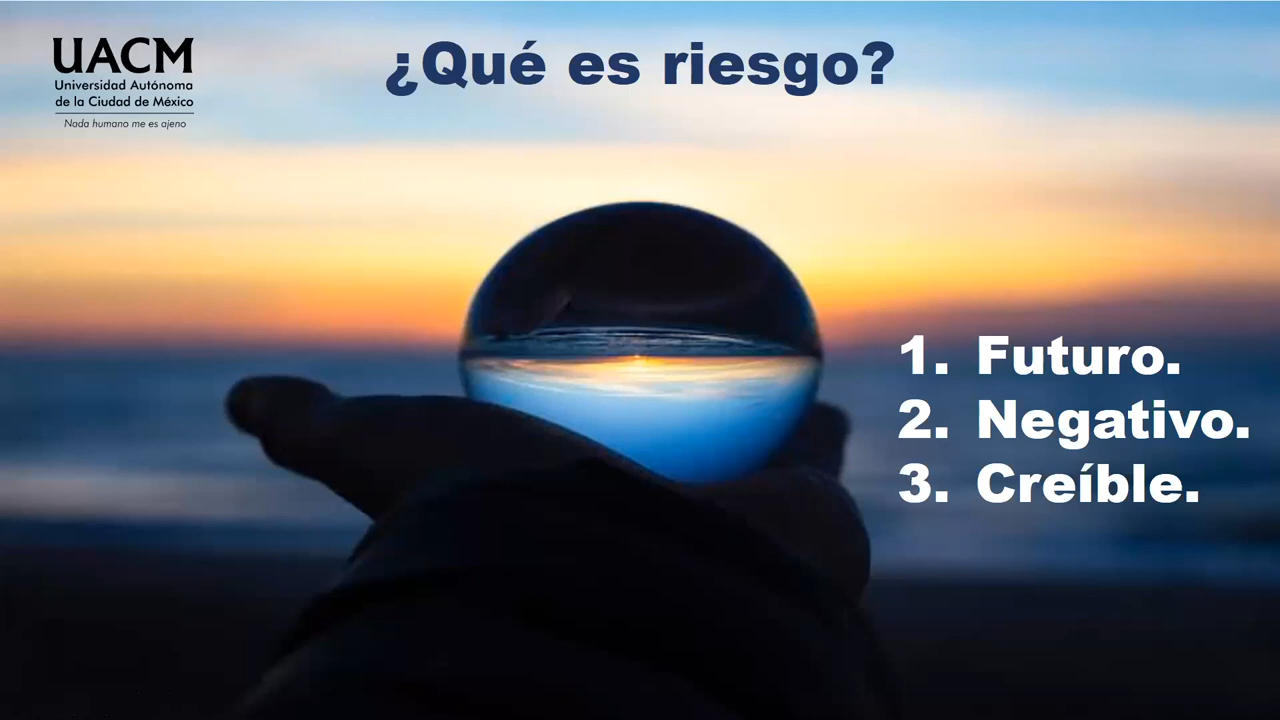 UACM
Universidad Autónoma
de la Ciudad de México
Nada humano me es ajeno
¿Qué es riesgo?
1. Futuro.
2. Negativo.
3. Creíble.